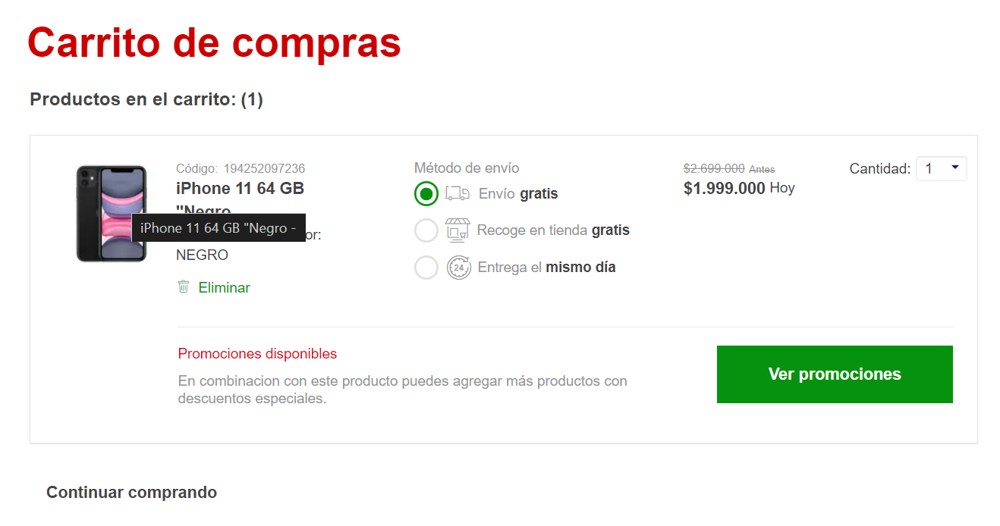 Carrito de compras
Productos en el carrito: (1)
Código: 194252097236
iPhone 11 64 GB
"Negro
iPhone 11 64 GB "Negro -
or:
NEGRO
Eliminar
Método de envío
Envío gratis
Recoge en tienda gratis
24
Entrega el mismo día
$2.699.000 Antes
$1.999.000 Hoy
Cantidad: 1
Promociones disponibles
En combinacion con este producto puedes agregar más productos con
descuentos especiales.
Ver promociones
Continuar comprando